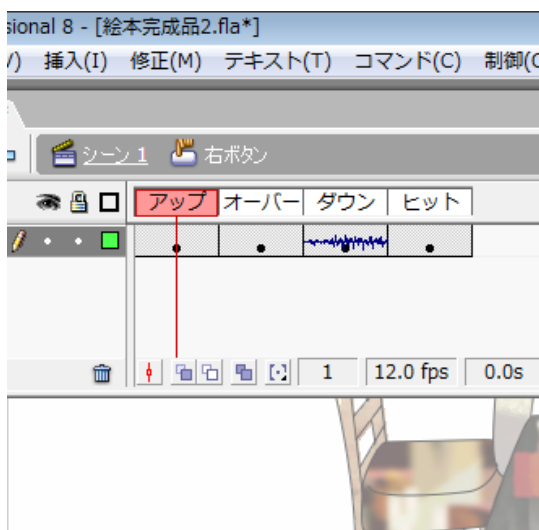 sional 8 - [絵本完成品2.fla*]
挿入(I) 修正(M) テキスト(T) コマンド(C) 制御(
シーン 1 右ボタン
アップ オーバー ダウン ヒット
1 12.0 fps 0.0s